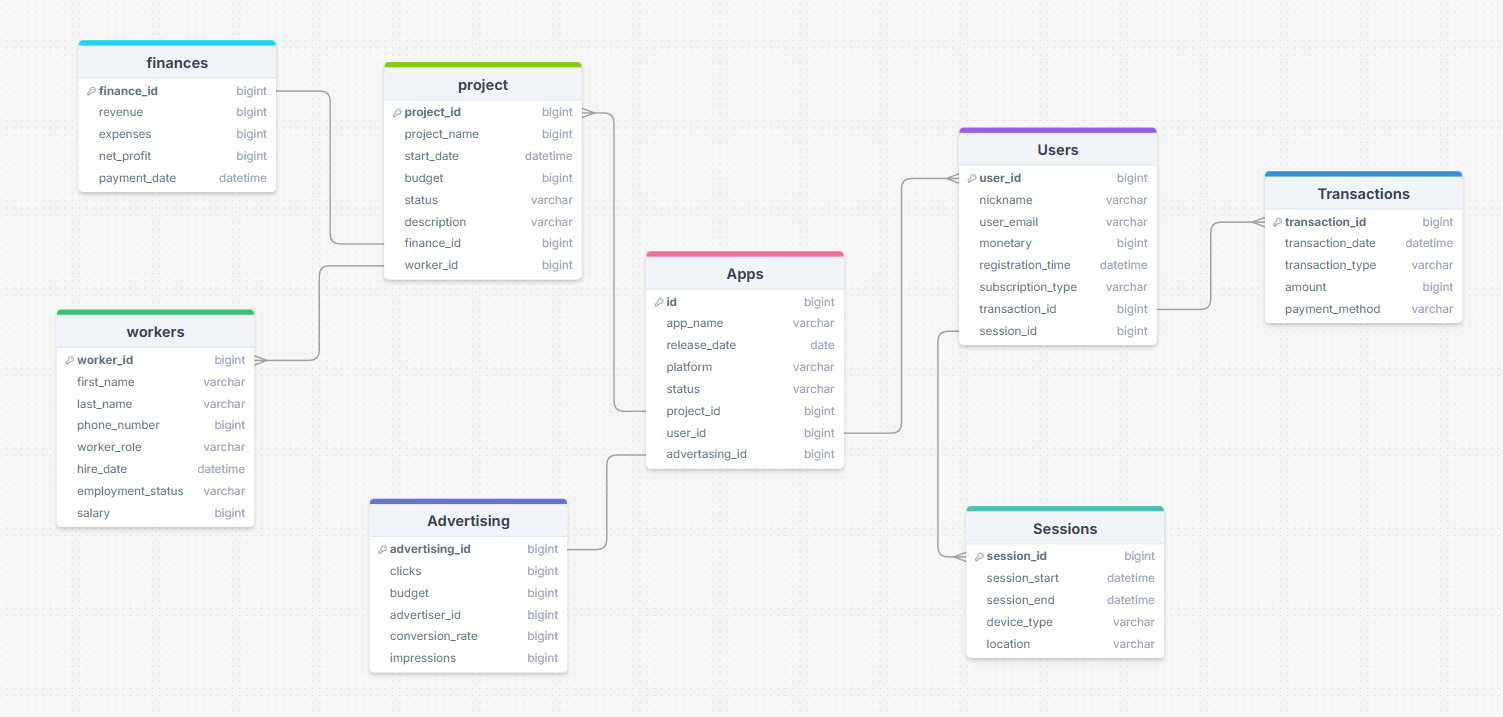 finances
finance_id bigint
revenue bigint
expenses bigint
net_profit bigint
payment_date datetime
project
project_id bigint
project_name bigint
start_date datetime
budget bigint
status varchar
description varchar
finance_id bigint
worker_id bigint
workers
worker_id bigint
first_name varchar
last_name varchar
phone_number bigint
worker_role varchar
hire_date datetime
employment_status varchar
salary bigint
Apps
id bigint
app_name varchar
release_date date
platform varchar
status varchar
project_id bigint
user_id bigint
advertasing_id bigint
Advertising
advertising_id bigint
clicks bigint
budget bigint
advertiser_id bigint
conversion_rate bigint
impressions bigint
Users
user_id bigint
nickname varchar
user_email varchar
monetary bigint
registration_time datetime
subscription_type varchar
transaction_id bigint
session_id bigint
Transactions
transaction_id bigint
transaction_date datetime
transaction_type varchar
amount bigint
payment_method varchar
Sessions
session_id bigint
session_start datetime
session_end datetime
device_type varchar
location varchar